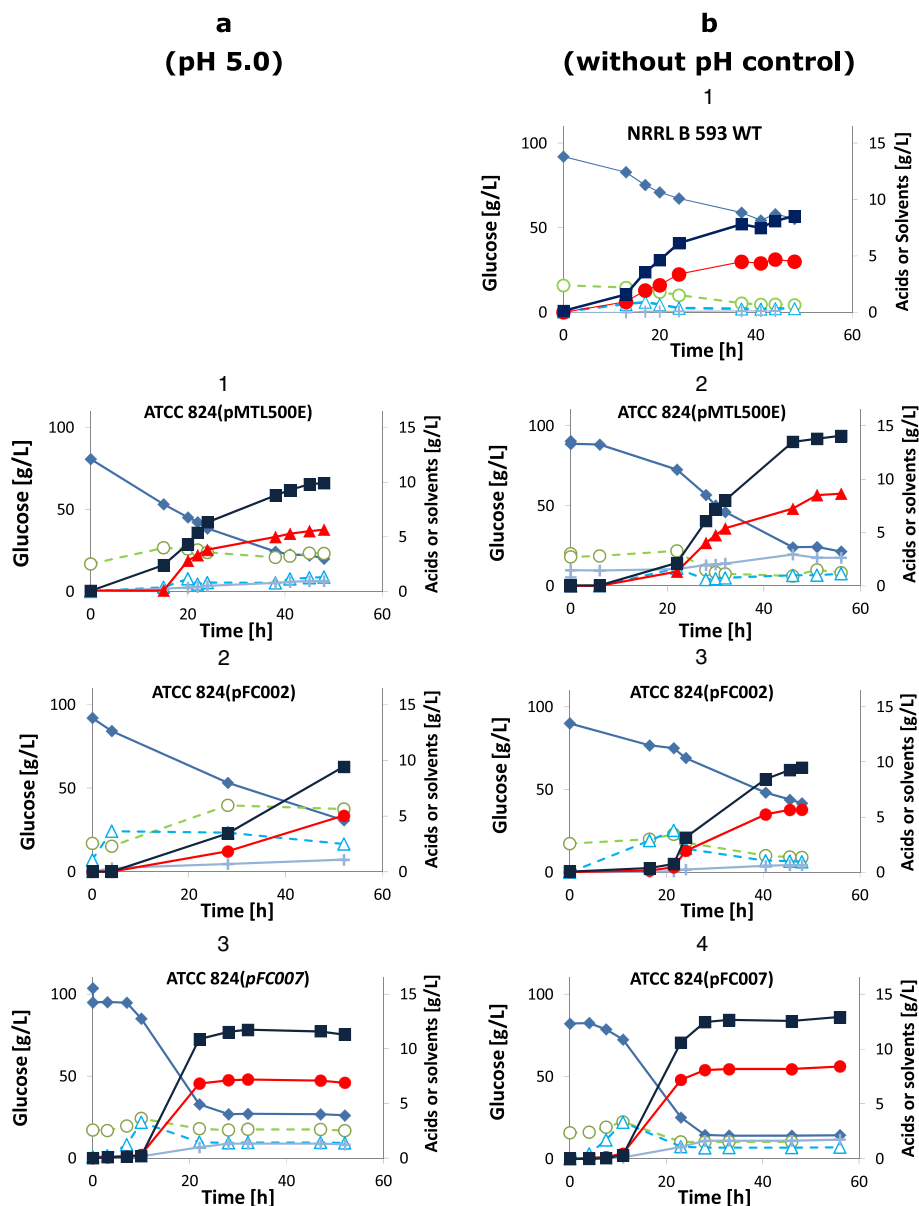 a
(pH 5.0)
b
(without pH control)
1
NRRL B 593 WT
100
50
0
15
10
5
0
0
20
40
60
Glucose [g/L]
Acids or Solvents [g/L]
Time [h]
1
ATCC 824(pMTL500E)
100
50
0
15
10
5
0
0
20
40
60
Glucose [g/L]
Acids or solvents [g/L]
Time [h]
2
ATCC 824(pMTL500E)
100
50
0
15
10
5
0
0
20
40
60
Glucose [g/L]
Acids or solvents [g/L]
Time [h]
2
ATCC 824(pFC002)
100
50
0
15
10
5
0
0
20
40
60
Glucose [g/L]
Acids or solvents [g/L]
Time [h]
3
ATCC 824(pFC002)
100
50
0
15
10
5
0
0
20
40
60
Glucose [g/L]
Acids or solvents [g/L]
Time [h]
3
ATCC 824(pFC007)
100
50
0
15
10
5
0
0
20
40
60
Glucose [g/L]
Acids or solvents [g/L]
Time [h]
4
ATCC 824(pFC007)
100
50
0
15
10
5
0
0
20
40
60
Glucose [g/L]
Acids or solvents [g/L]
Time [h]